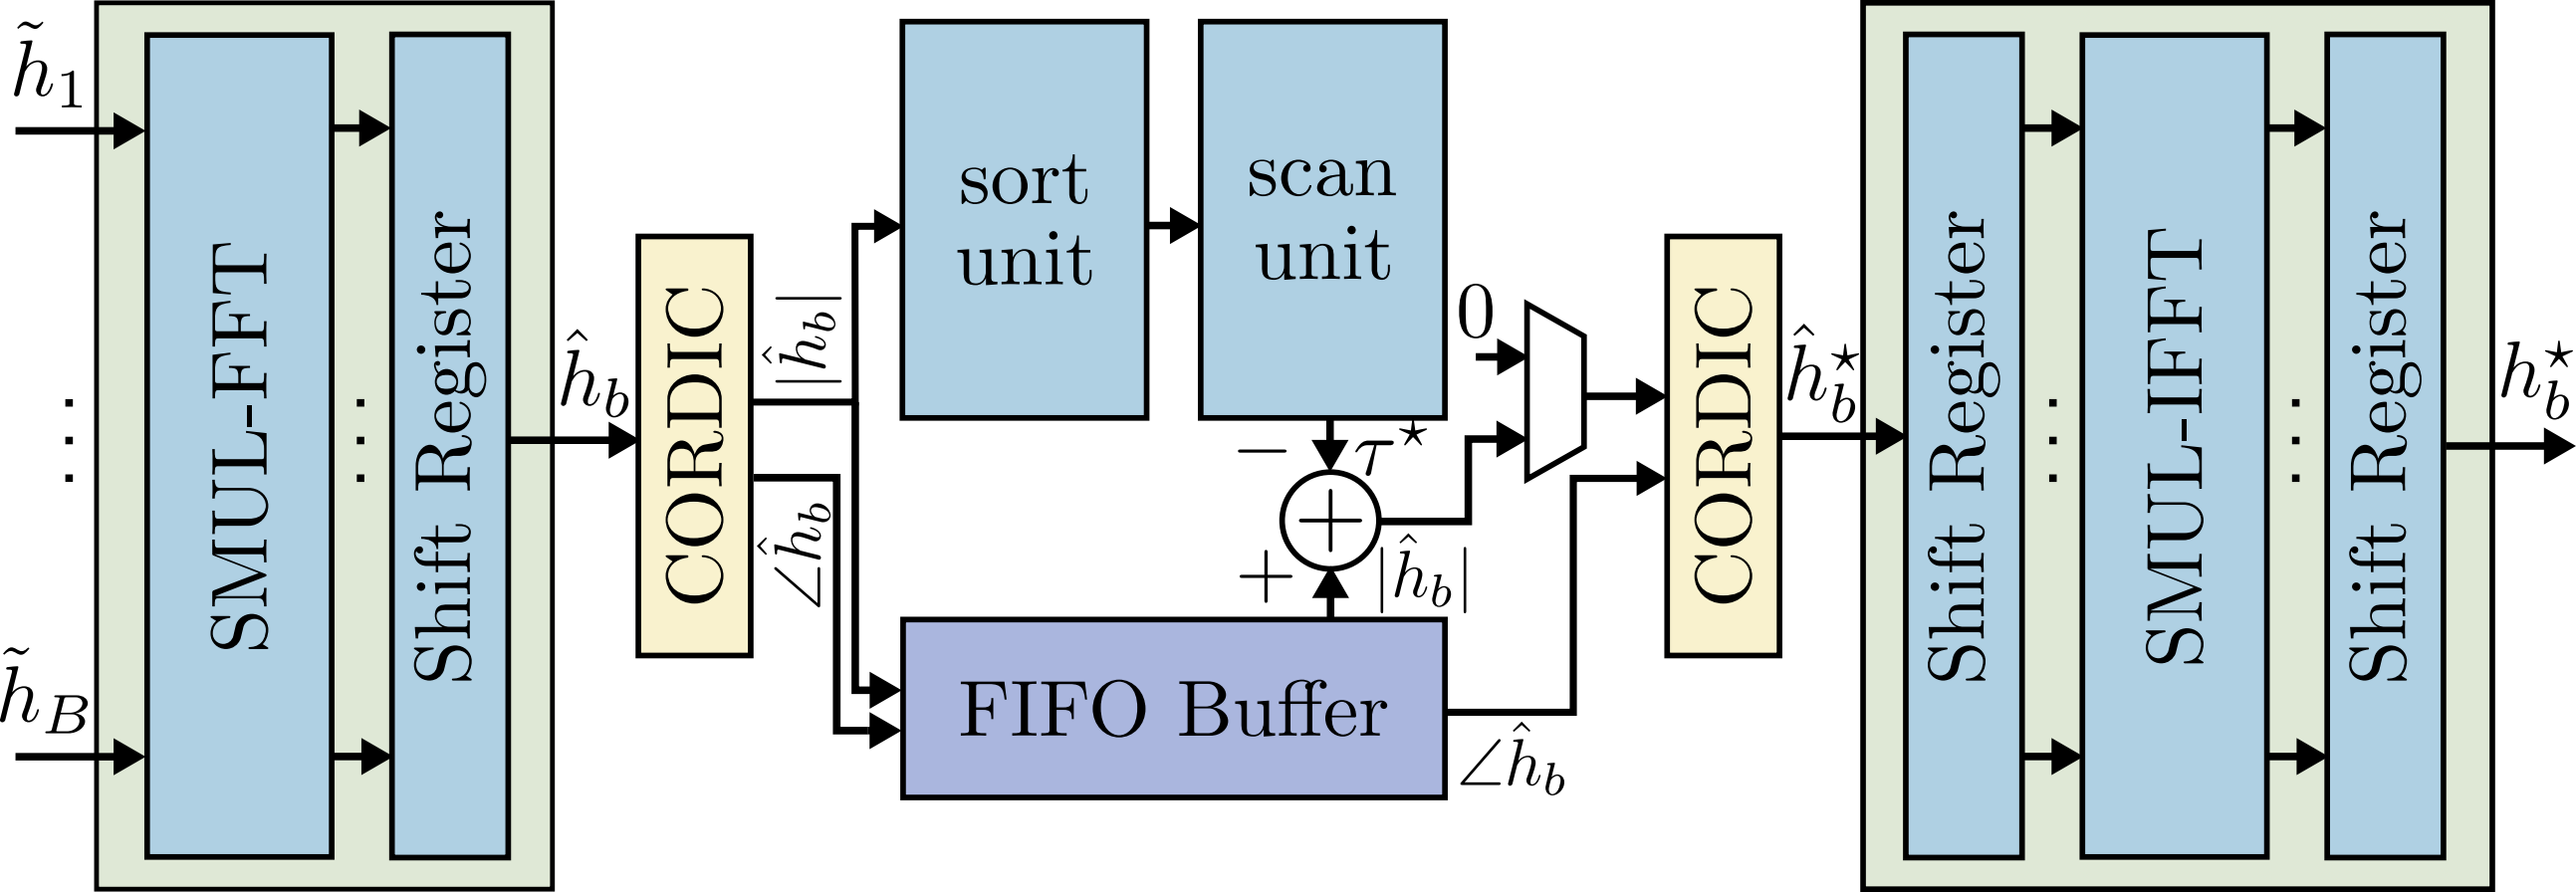 h̃₁
⋮
h̃_B
SMUL-FFT
⋮
Shift Register
ĥ_b
CORDIC
|ĥ_b|
∠ĥ_b
sort
unit
scan
unit
− τ*
+
+
|ĥ_b|
FIFO Buffer
∠ĥ_b
0
CORDIC
ĥ_b*
Shift Register
⋮
SMUL-IFFT
⋮
Shift Register
h_b*